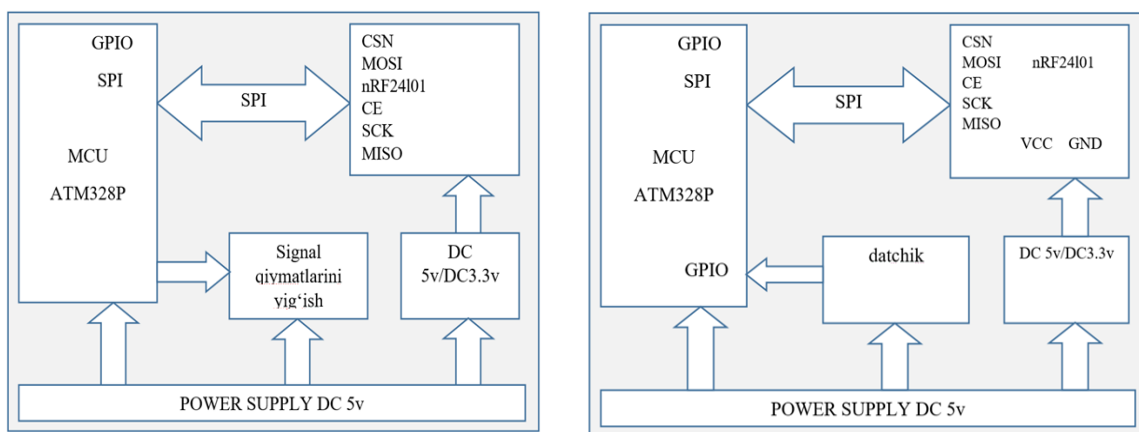 GPIO
SPI
MCU
ATM328P
SPI
CSN
MOSI
nRF24l01
CE
SCK
MISO
Signal
qiymatlarini
yigʻish
DC
5v/DC3.3v
POWER SUPPLY DC 5v
GPIO
SPI
MCU
ATM328P
GPIO
SPI
CSN
MOSI nRF24l01
CE
SCK
MISO
VCC GND
datchik
DC 5v/DC3.3v
POWER SUPPLY DC 5v